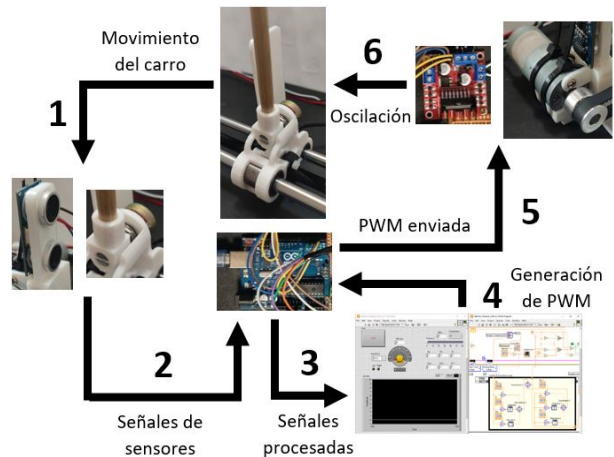 Movimiento
del carro
1
6
Oscilación
PWM enviada
5
4
Generación
de PWM
2
3
Señales de
sensores
Señales
procesadas